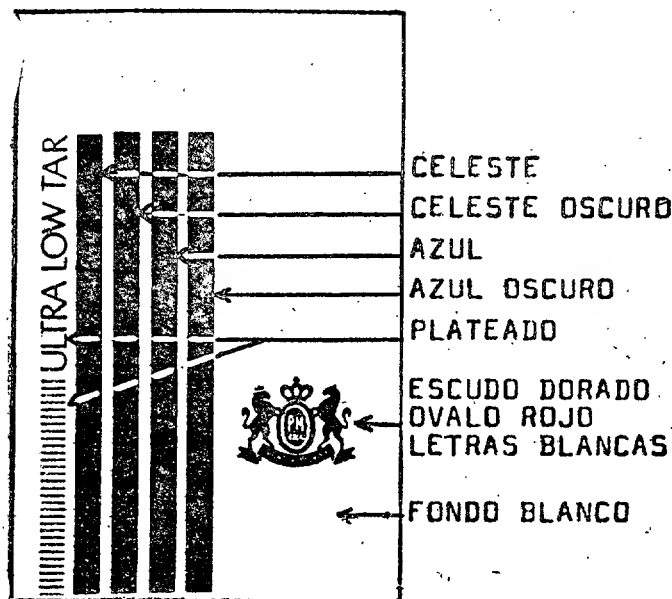 ULTRA LOW TAR
CELESTE
CELESTE OSCURO
AZUL
AZUL OSCURO
PLATEADO
ESCUDO DORADO
OVALO ROJO
LETRAS BLANCAS
FONDO BLANCO